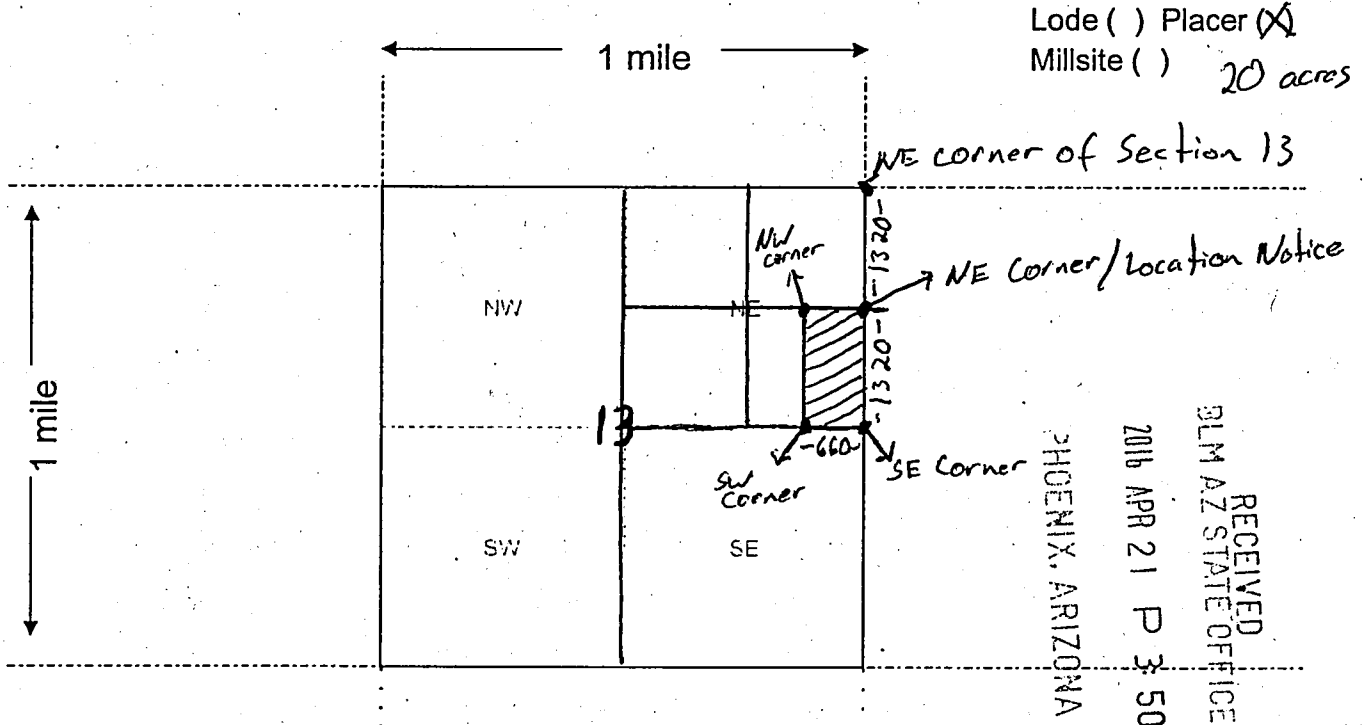 Lode ( ) Placer (X)
Millsite ( )
20 acres
1 mile
NE corner of Section 13
-1320-
NW corner
NE Corner/Location Notice
NW
NE
1 mile
-1320-
13
-660-
SW Corner
SE Corner
SW
SE
RECEIVED
BLM AZ STATE OFFICE
2016 APR 21 P 3:50
PHOENIX, ARIZONA